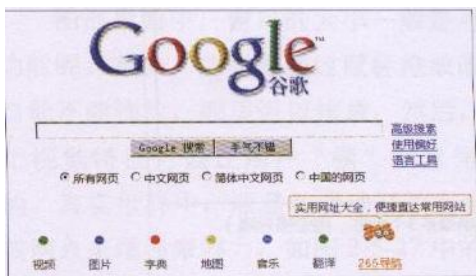 Google™
谷歌
高级搜索
Google 搜索 手气不错
使用偏好
语言工具
所有网页 中文网页 简体中文网页 中国的网页
实用网址大全，便捷直达常用网站
265
视频 图片 字典 地图 音乐 翻译 265导航